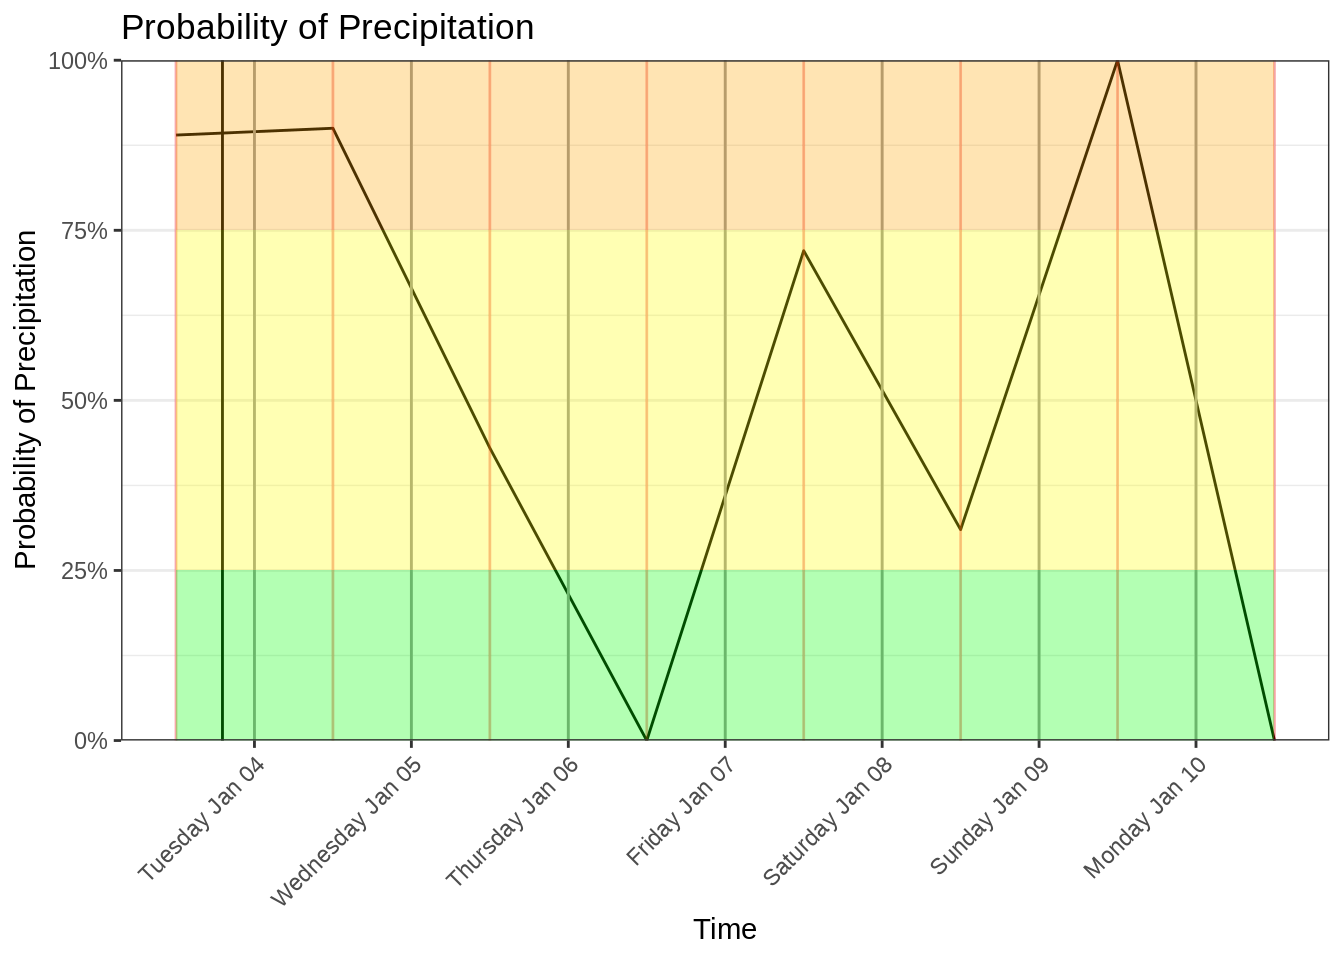 Probability of Precipitation
Probability of Precipitation
100%
75%
50%
25%
0%
Tuesday Jan 04
Wednesday Jan 05
Thursday Jan 06
Friday Jan 07
Saturday Jan 08
Sunday Jan 09
Monday Jan 10
Time